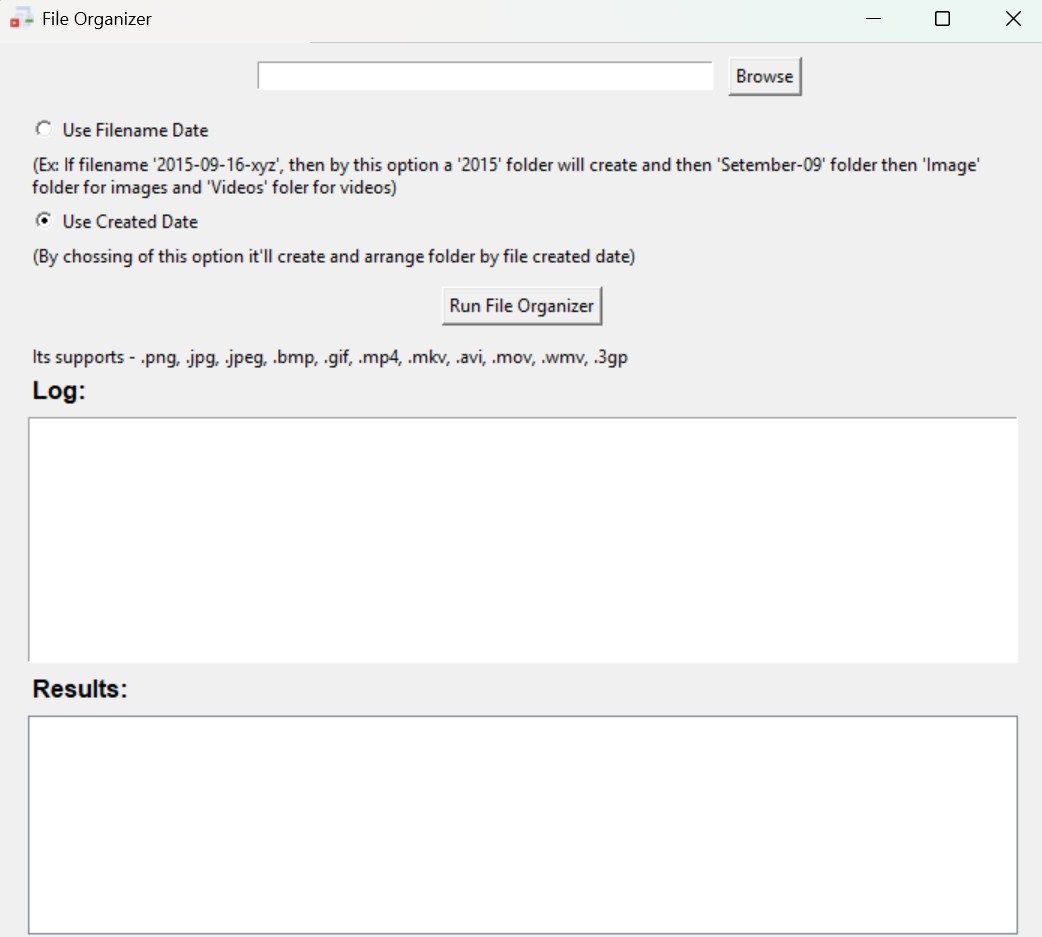 File Organizer
Browse
Use Filename Date
(Ex: If filename '2015-09-16-xyz', then by this option a '2015' folder will create and then 'Setember-09' folder then 'Image'
folder for images and 'Videos' foler for videos)
Use Created Date
(By chossing of this option it'll create and arrange folder by file created date)
Run File Organizer
Its supports - .png, .jpg, .jpeg, .bmp, .gif, .mp4, .mkv, .avi, .mov, .wmv, .3gp
Log:
Results: